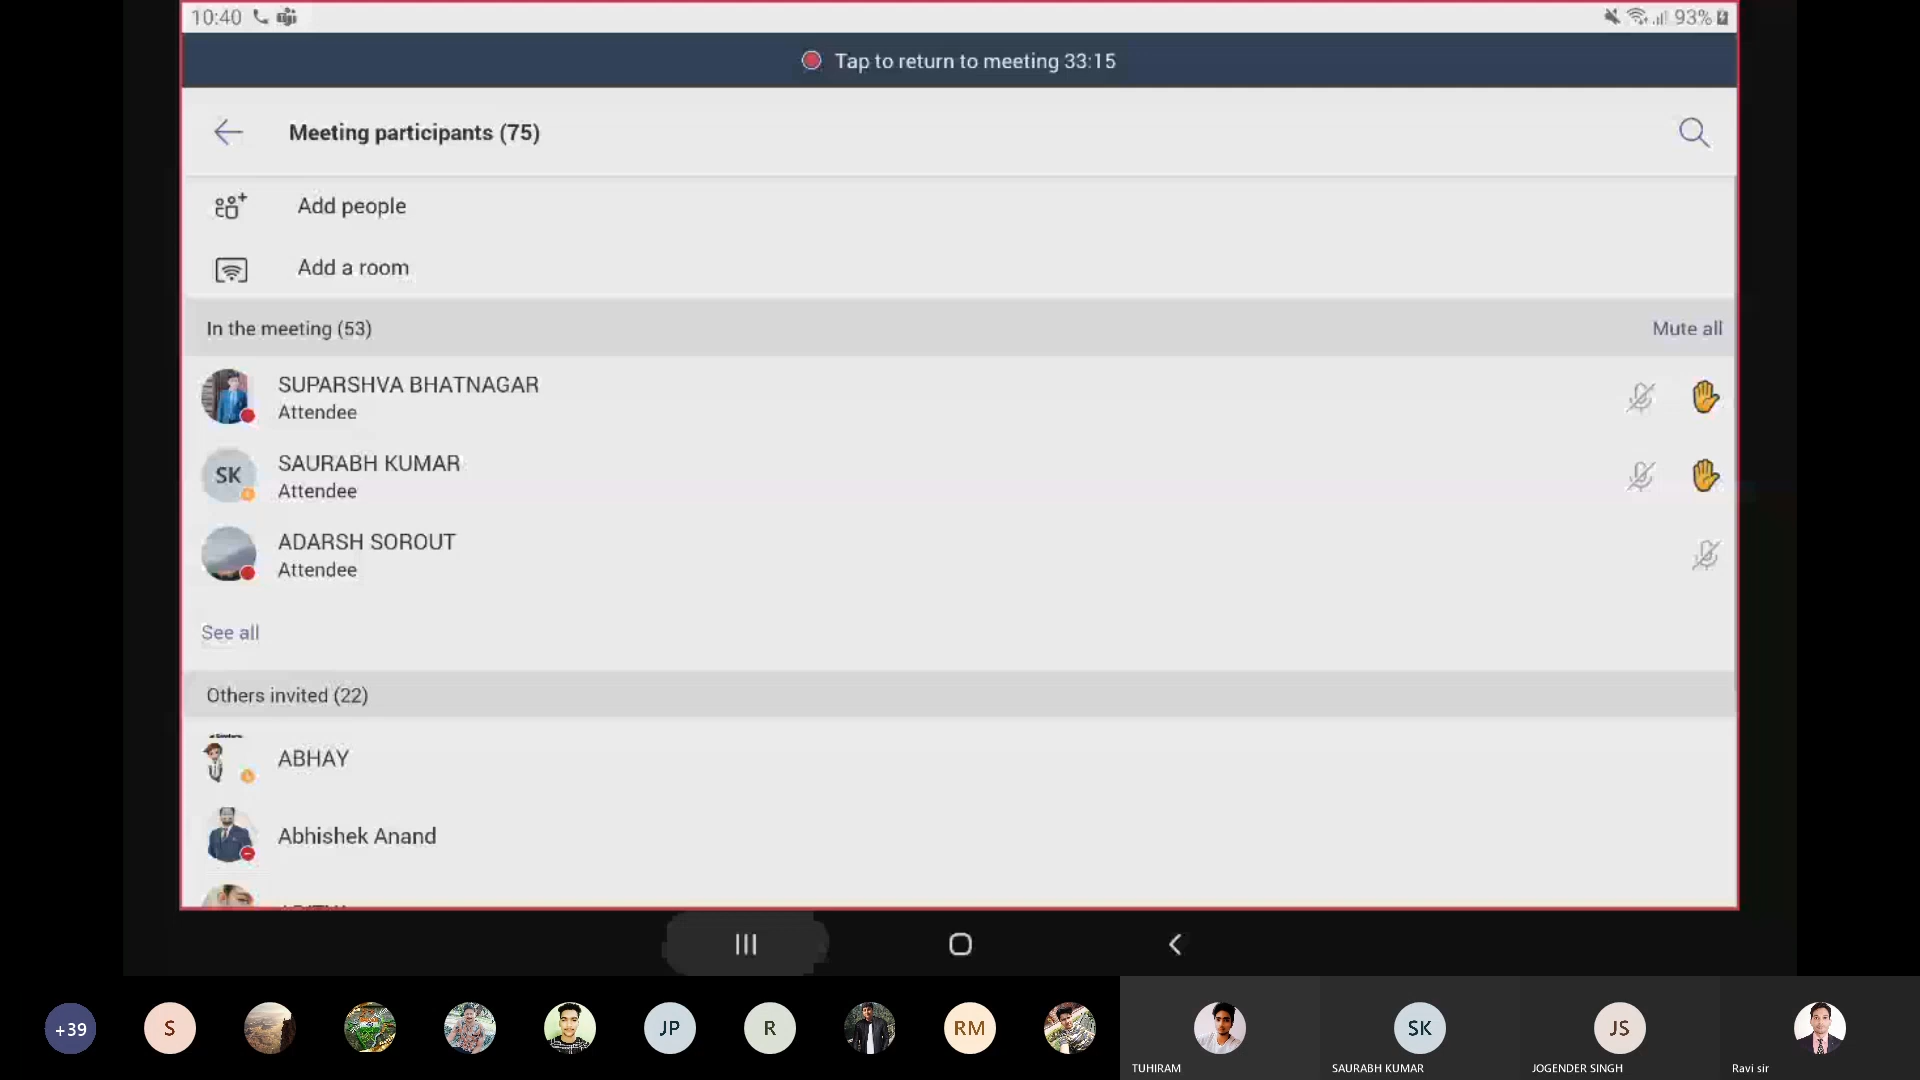 10:40
93%
Tap to return to meeting 33:15
Meeting participants (75)
Add people
Add a room
In the meeting (53)
Mute all
SUPARSHVA BHATNAGAR
Attendee
SK
SAURABH KUMAR
Attendee
ADARSH SOROUT
Attendee
See all
Others invited (22)
ABHAY
Abhishek Anand
+39
S
JP
R
RM
SK
JS
TUHIRAM
SAURABH KUMAR
JOGENDER SINGH
Ravi sir